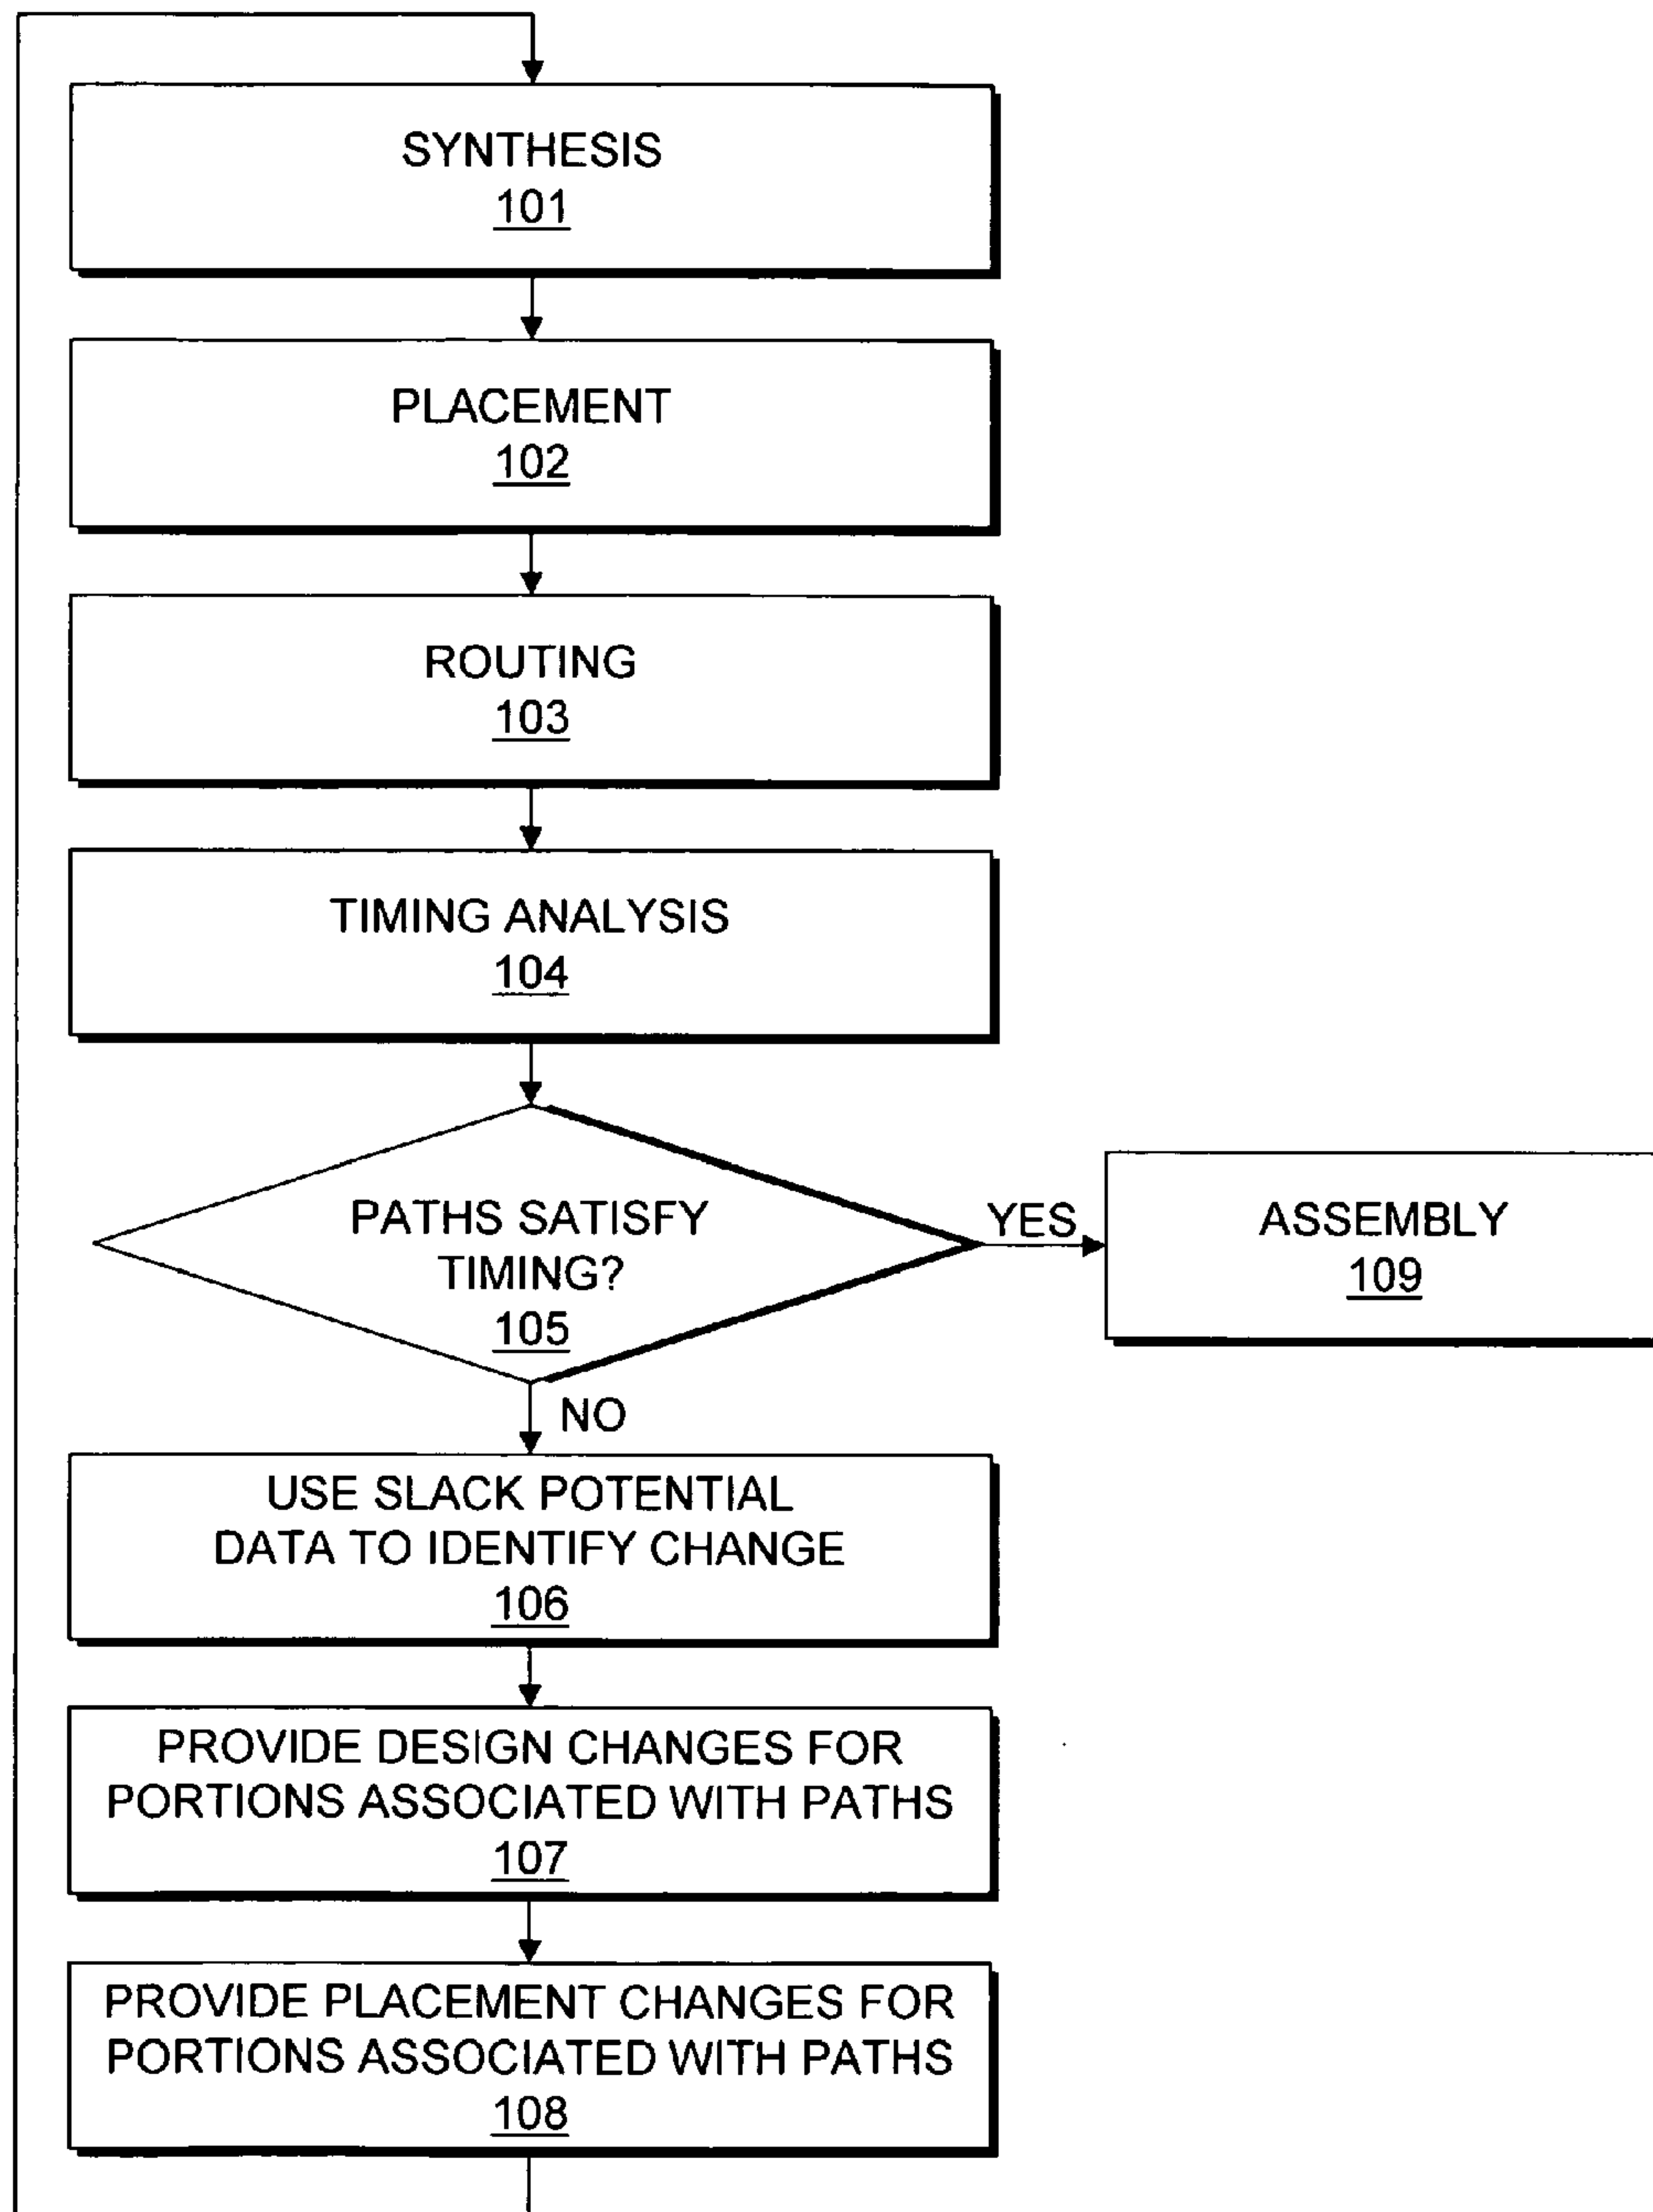 SYNTHESIS
101
PLACEMENT
102
ROUTING
103
TIMING ANALYSIS
104
PATHS SATISFY
TIMING?
105
YES
ASSEMBLY
109
NO
USE SLACK POTENTIAL
DATA TO IDENTIFY CHANGE
106
PROVIDE DESIGN CHANGES FOR
PORTIONS ASSOCIATED WITH PATHS
107
PROVIDE PLACEMENT CHANGES FOR
PORTIONS ASSOCIATED WITH PATHS
108